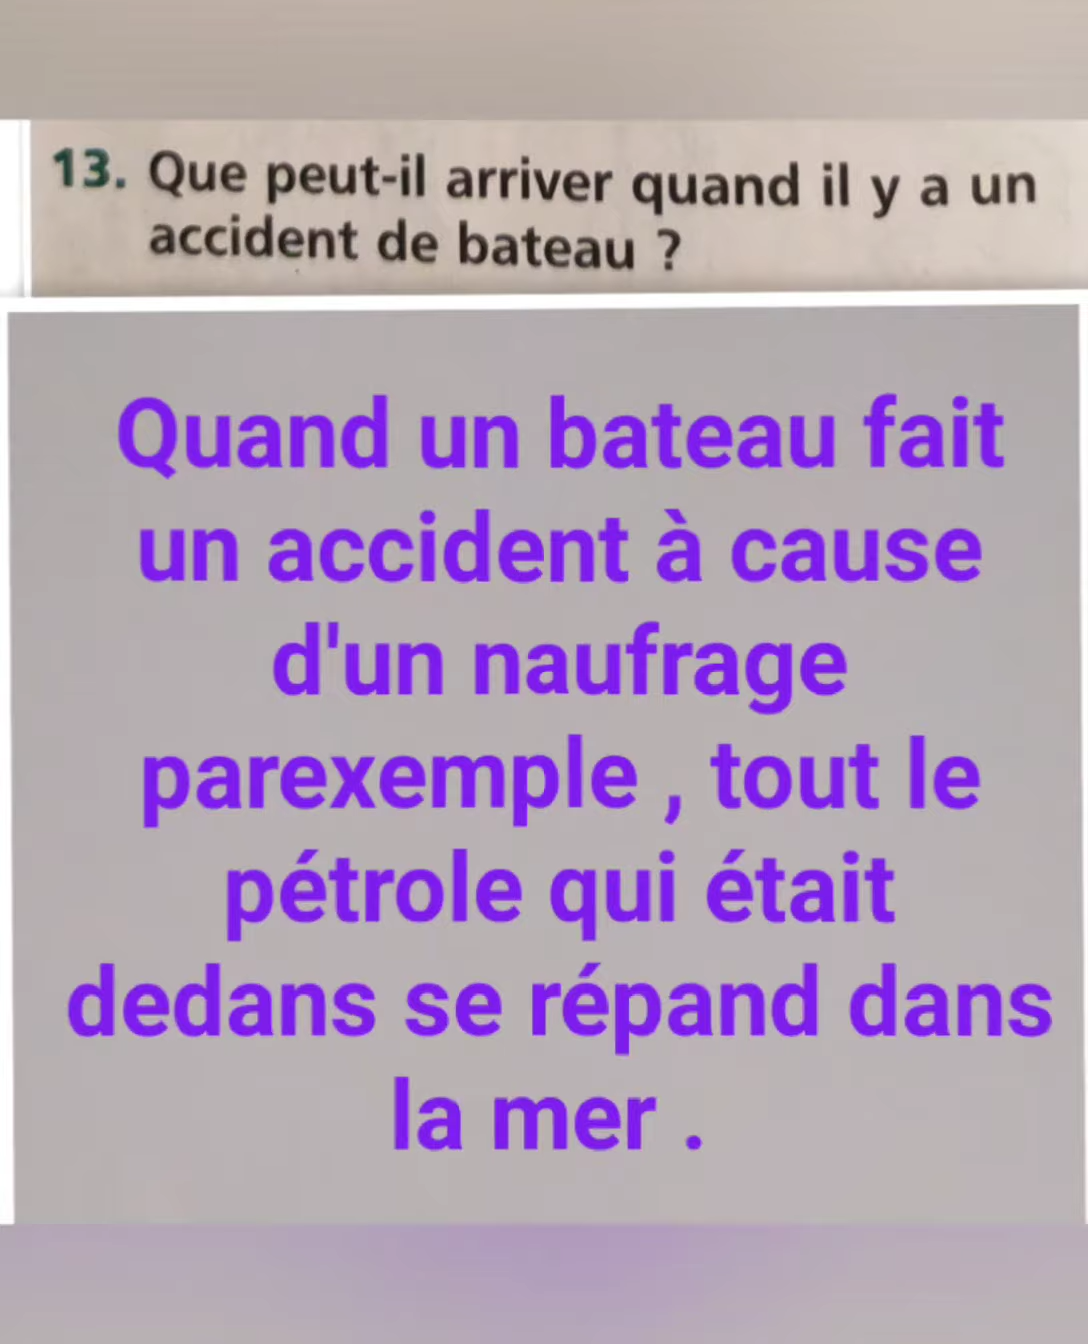 13. Que peut-il arriver quand il y a un
accident de bateau ?
Quand un bateau fait
un accident à cause
d'un naufrage
parexemple , tout le
pétrole qui était
dedans se répand dans
la mer .